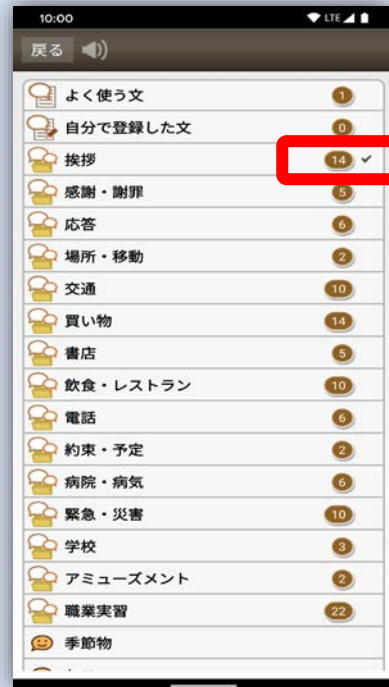 10:00 LTE
戻る
よく使う文 1
自分で登録した文 0
挨拶 14
感謝・謝罪 5
応答 6
場所・移動 2
交通 10
買い物 14
書店 5
飲食・レストラン 10
電話 6
約束・予定 2
病院・病気 6
緊急・災害 10
学校 3
アミューズメント 2
職業実習 22
季節物